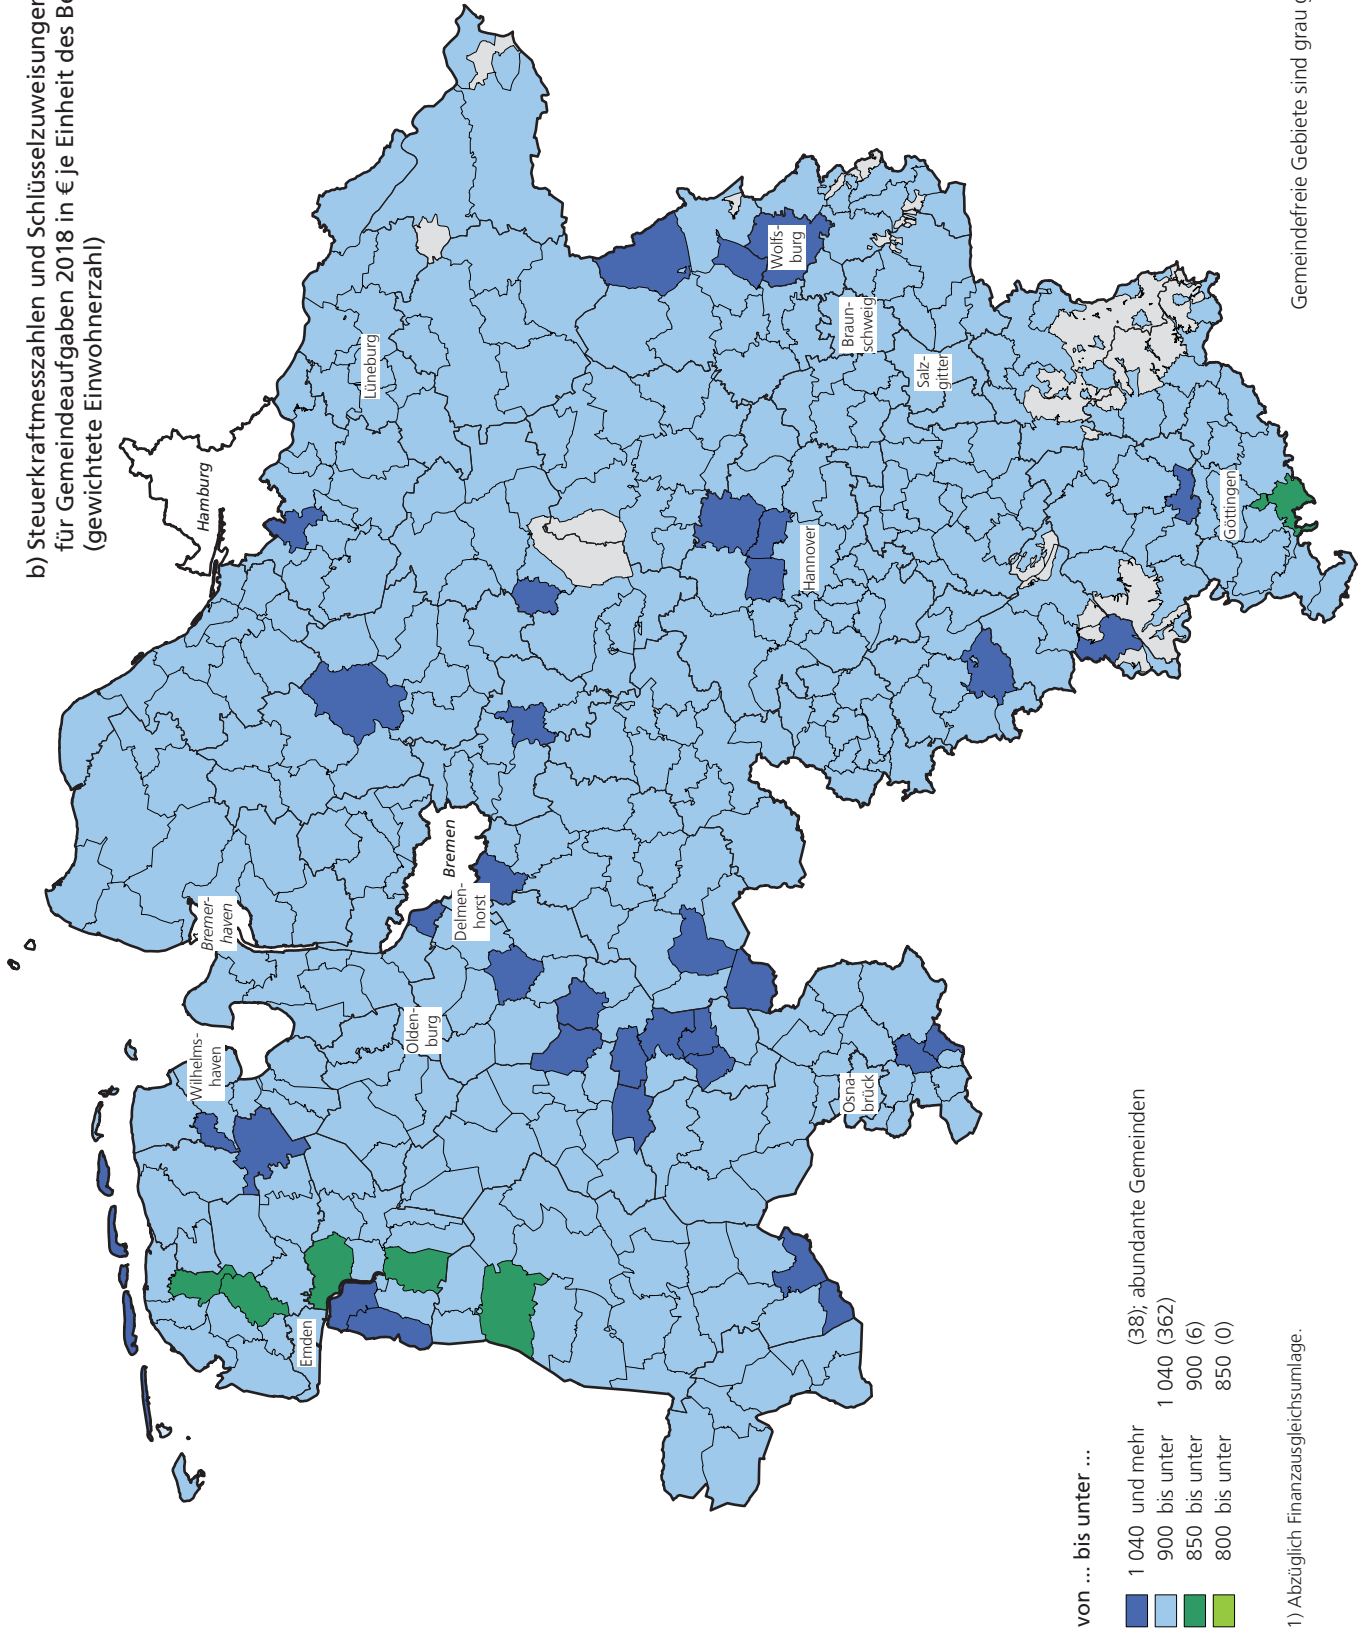 b) Steuerkraftmesszahlen und Schlüsselzuweisungen
für Gemeindeaufgaben 2018 in € je Einheit des
(gewichtete Einwohnerzahl)
Hamburg
Lüneburg
Bremer-
haven
Wilhelms-
haven
Bremen
Delmen-
horst
Olden-
burg
Emden
Wolfs-
burg
Braun-
schweig
Salz-
gitter
Hannover
Osna-
brück
Göttingen
von ... bis unter ...
1 040 und mehr (38); abundante Gemeinden
900 bis unter 1 040 (362)
850 bis unter 900 (6)
800 bis unter 850 (0)
1) Abzüglich Finanzausgleichsumlage.
Gemeindefreie Gebiete sind grau